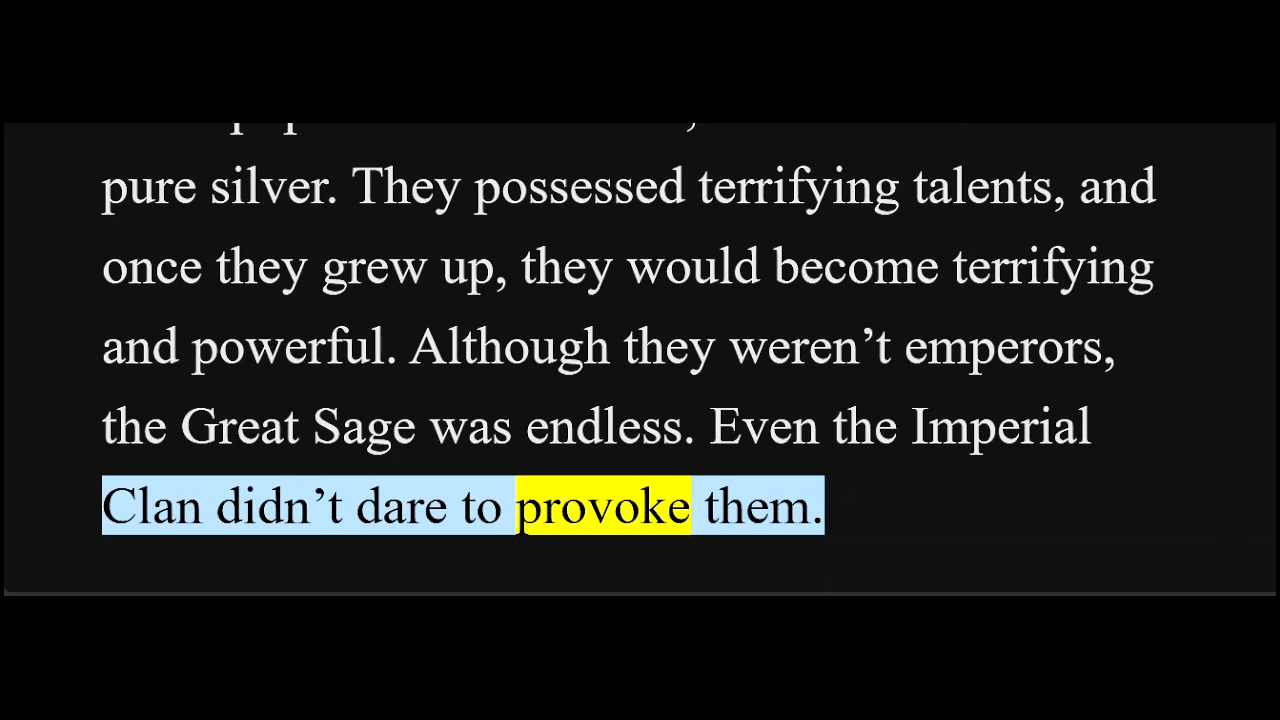 pure silver. They possessed terrifying talents, and
once they grew up, they would become terrifying
and powerful. Although they weren’t emperors,
the Great Sage was endless. Even the Imperial
Clan didn’t dare to provoke them.